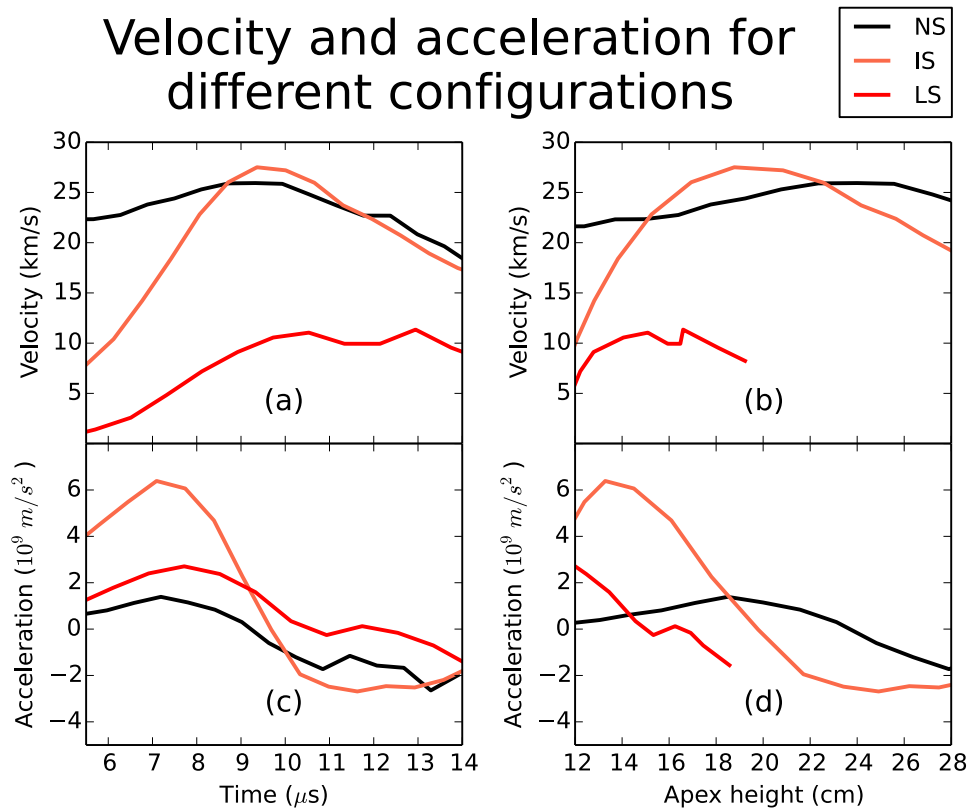 Velocity and acceleration for
different configurations
NS
IS
LS
30
25
20
15
10
5
Velocity (km/s)
(a)
30
25
20
15
10
5
Velocity (km/s)
(b)
6
4
2
0
−2
−4
Acceleration (10⁹ m/s²)
(c)
6 7 8 9 10 11 12 13 14
Time (μs)
6
4
2
0
−2
−4
Acceleration (10⁹ m/s²)
(d)
12 14 16 18 20 22 24 26 28
Apex height (cm)